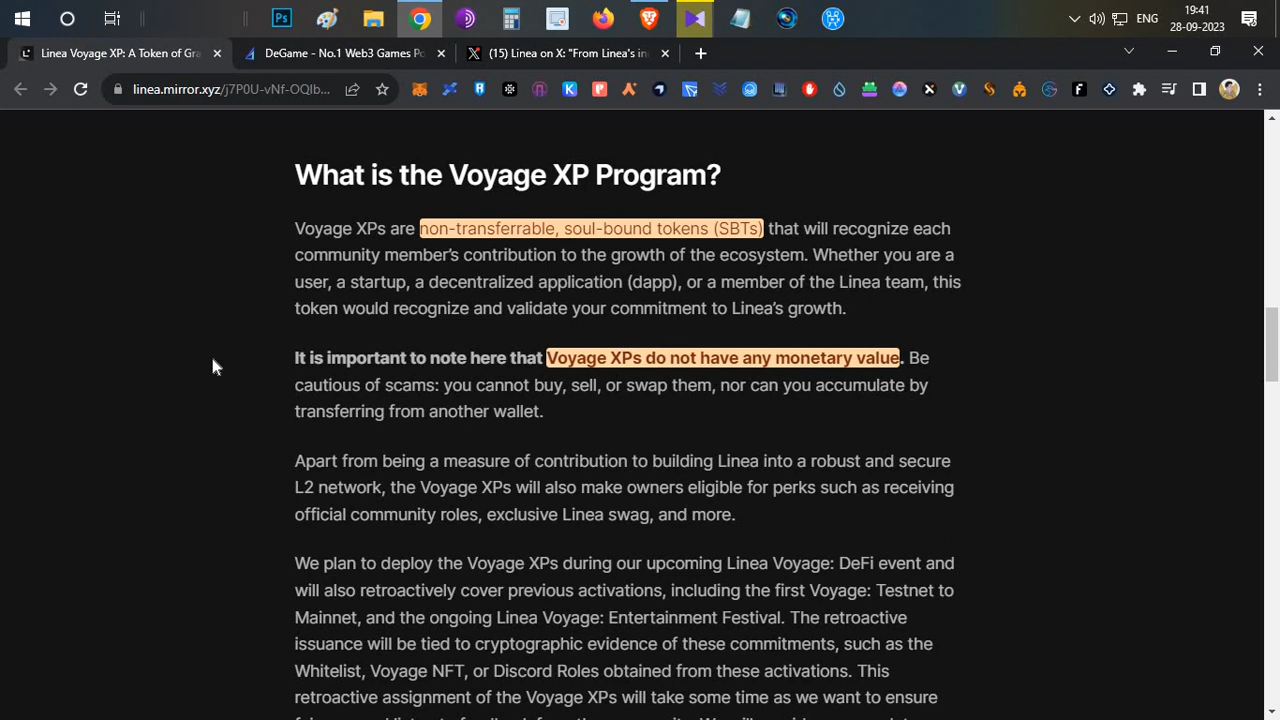 ENG
19:41
28-09-2023
Linea Voyage XP: A Token of Gra
DeGame - No.1 Web3 Games Po
(15) Linea on X: "From Linea's in
linea.mirror.xyz/j7P0U-vNf-OQIb...
What is the Voyage XP Program?
Voyage XPs are non-transferrable, soul-bound tokens (SBTs) that will recognize each
community member's contribution to the growth of the ecosystem. Whether you are a
user, a startup, a decentralized application (dapp), or a member of the Linea team, this
token would recognize and validate your commitment to Linea's growth.
It is important to note here that Voyage XPs do not have any monetary value. Be
cautious of scams: you cannot buy, sell, or swap them, nor can you accumulate by
transferring from another wallet.
Apart from being a measure of contribution to building Linea into a robust and secure
L2 network, the Voyage XPs will also make owners eligible for perks such as receiving
official community roles, exclusive Linea swag, and more.
We plan to deploy the Voyage XPs during our upcoming Linea Voyage: DeFi event and
will also retroactively cover previous activations, including the first Voyage: Testnet to
Mainnet, and the ongoing Linea Voyage: Entertainment Festival. The retroactive
issuance will be tied to cryptographic evidence of these commitments, such as the
Whitelist, Voyage NFT, or Discord Roles obtained from these activations. This
retroactive assignment of the Voyage XPs will take some time as we want to ensure